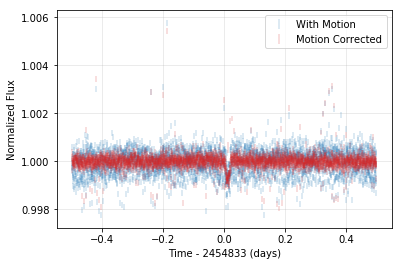 1.006
1.004
1.002
1.000
0.998
Normalized Flux
With Motion
Motion Corrected
−0.4
−0.2
0.0
0.2
0.4
Time - 2454833 (days)